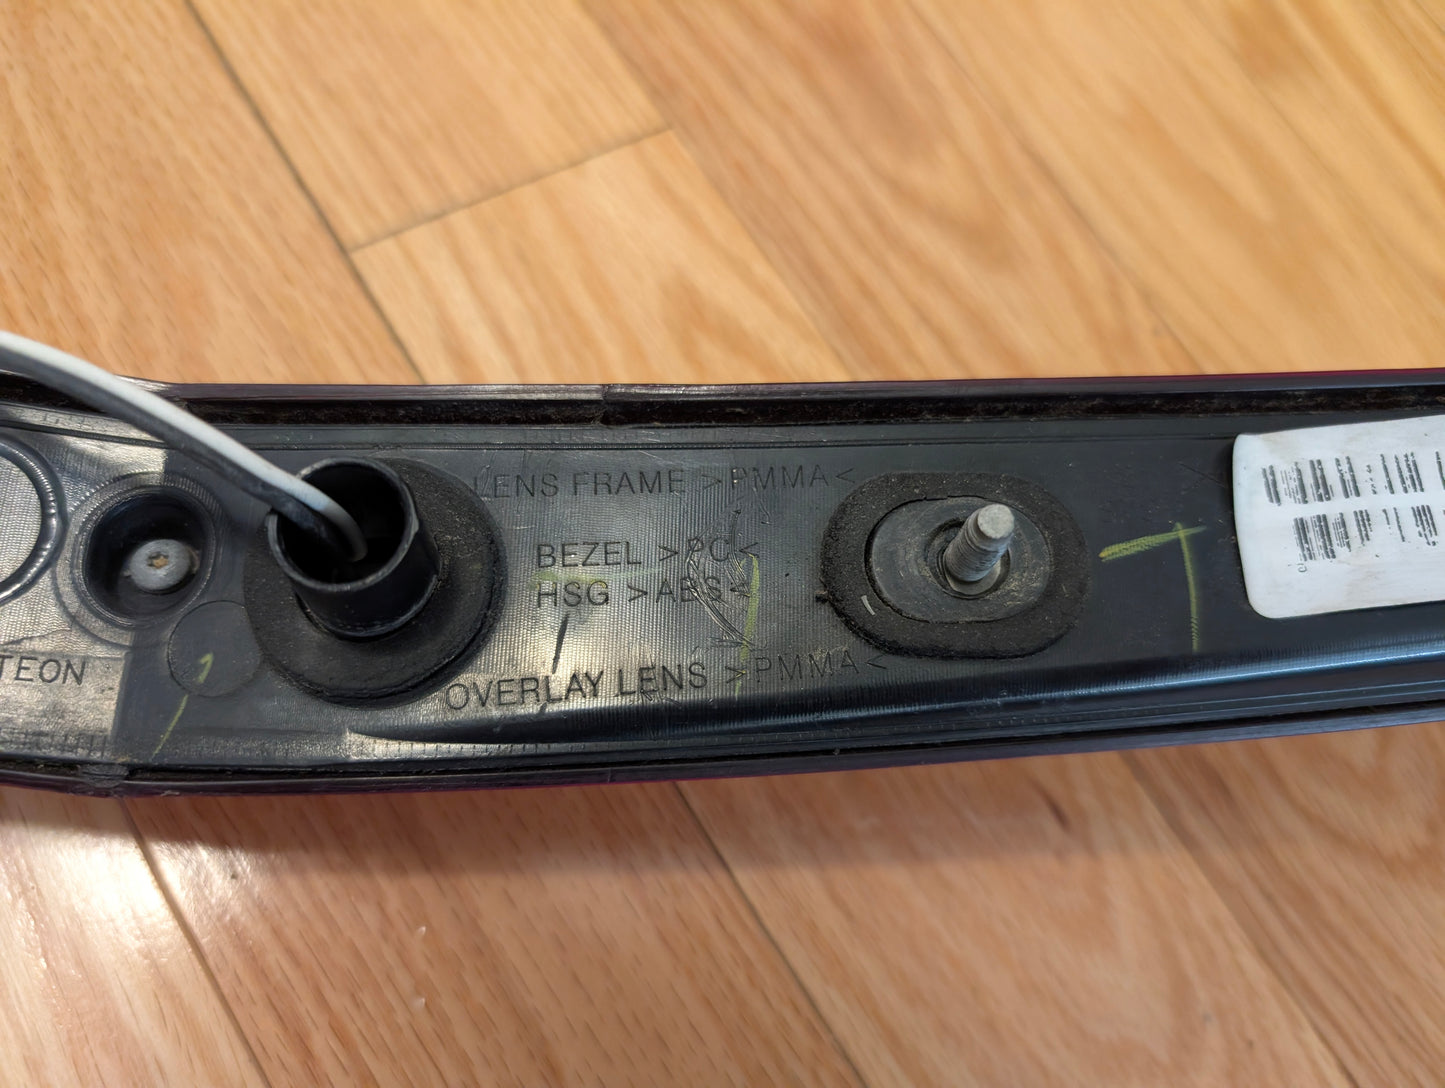 LENS FRAME >PMMA<
BEZEL >PC<
HSG >ABS<
OVERLAY LENS >PMMA<
TEON